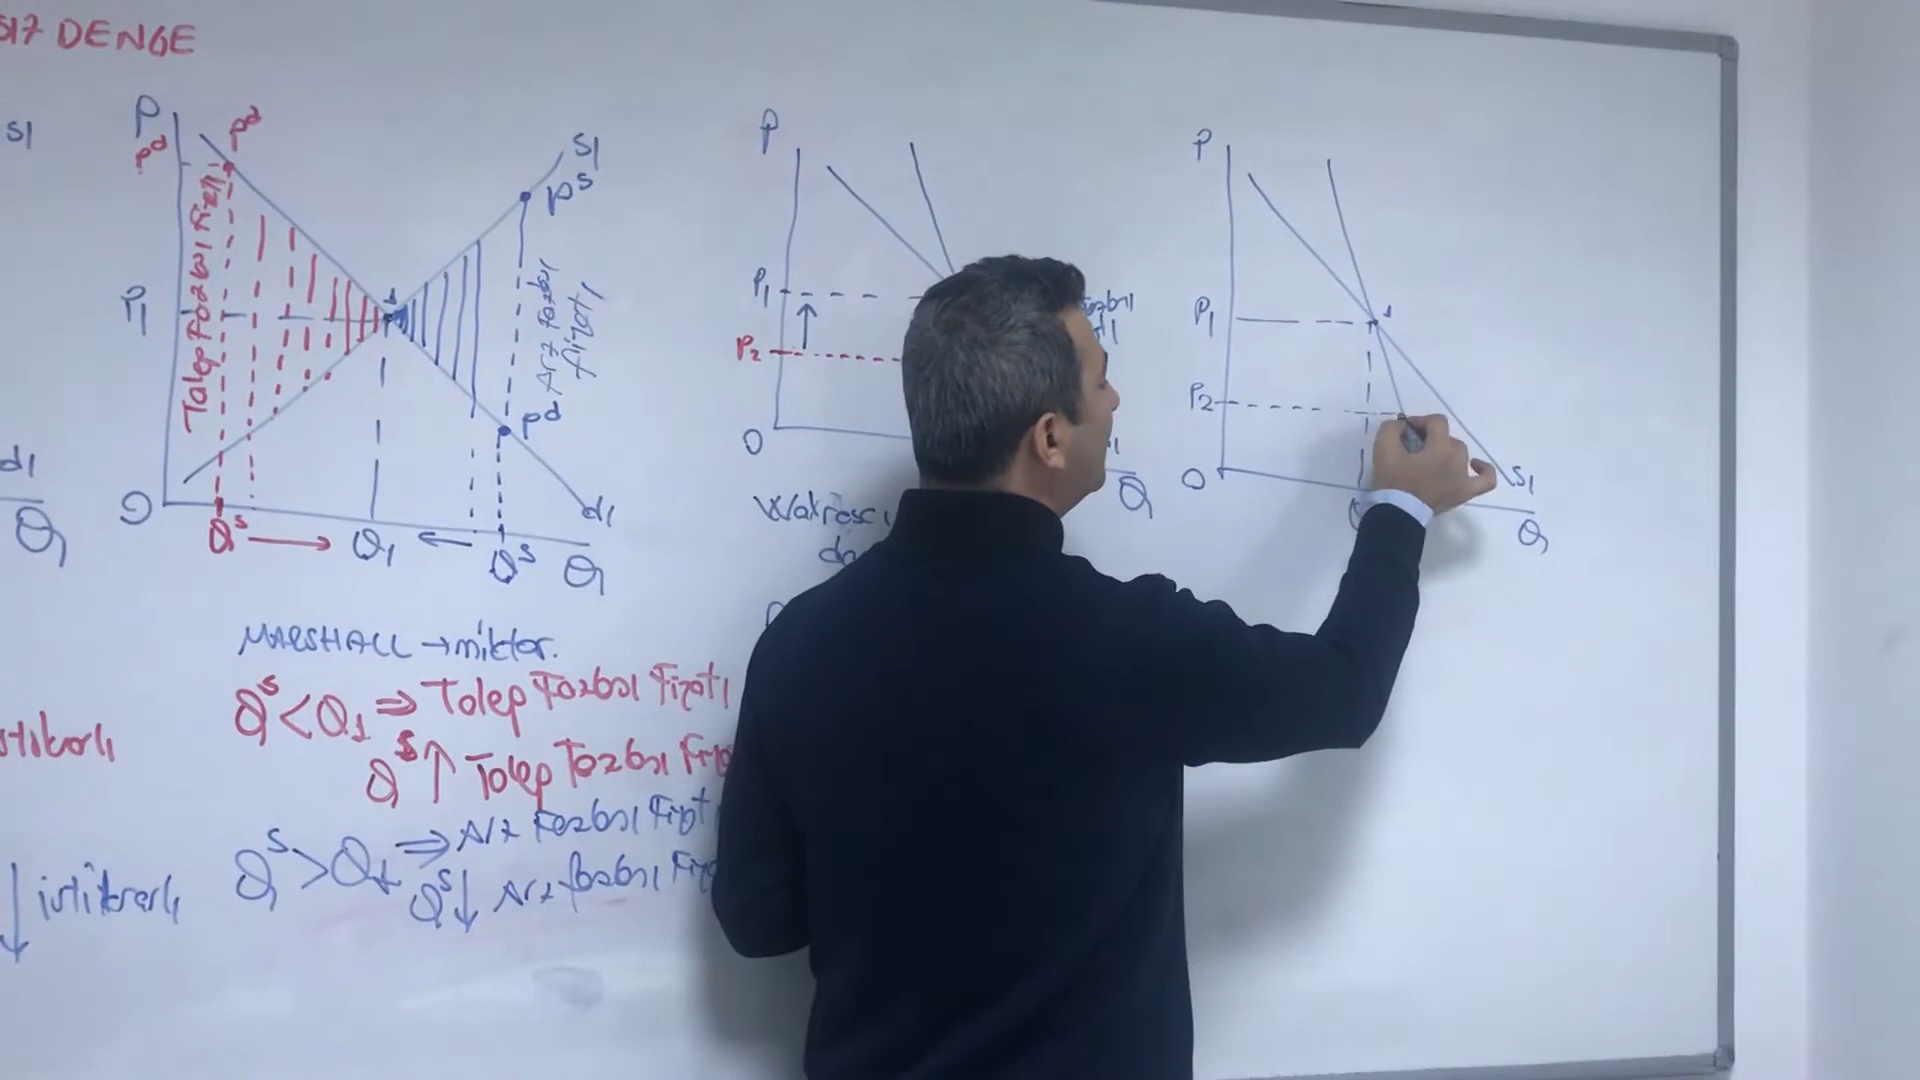 DENGE
S1
d1
Q
P
pd
pd
P1
O
Talep Fazlası Fiyatı
S1
ps
Arz Fazlası
fiyatı
pd
d1
Qs
Q1
Qs
Q
MARSHALL → miktar.
Qs < Q1 ⇒ Talep Fazlası Fiyatı
Qs ↑ Talep Fazlası
Qs > Q1 ⇒ Arz Fazlası Fiyatı
Qs ↓ Arz fazlası
P
P1
P2
O
Q
P
P1
1
P2
O
S1
Q